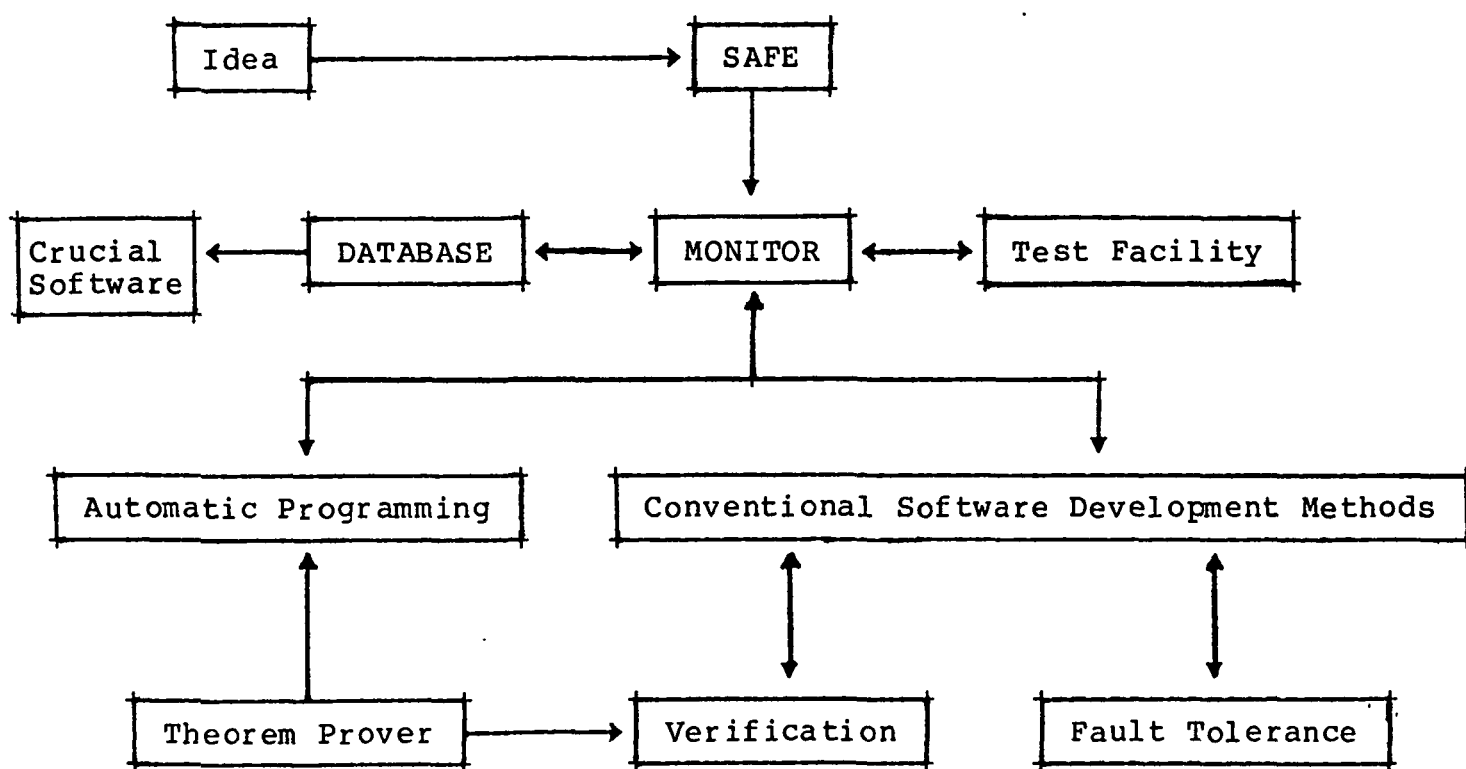 Idea
SAFE
Crucial
Software
DATABASE
MONITOR
Test Facility
Automatic Programming
Conventional Software Development Methods
Theorem Prover
Verification
Fault Tolerance